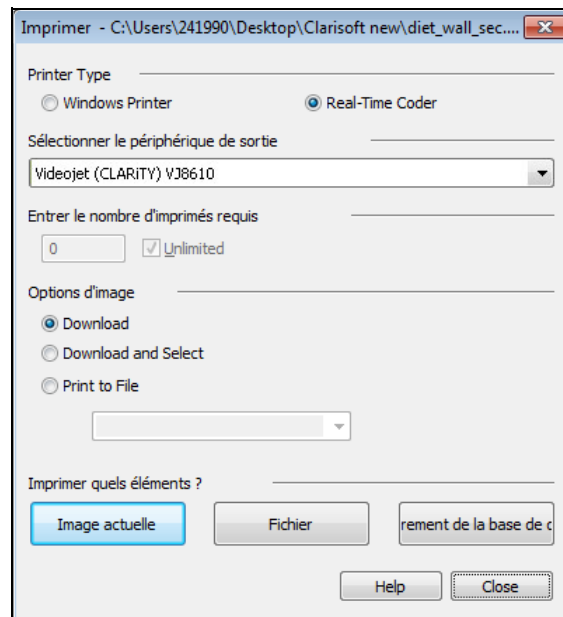 Imprimer - C:\Users\241990\Desktop\Clarisoft new\diet_wall_sec....
Printer Type
Windows Printer Real-Time Coder
Sélectionner le périphérique de sortie
Videojet (CLARiTY) VJ8610
Entrer le nombre d'imprimés requis
0 Unlimited
Options d'image
Download
Download and Select
Print to File
Imprimer quels éléments ?
Image actuelle Fichier rement de la base de d
Help Close